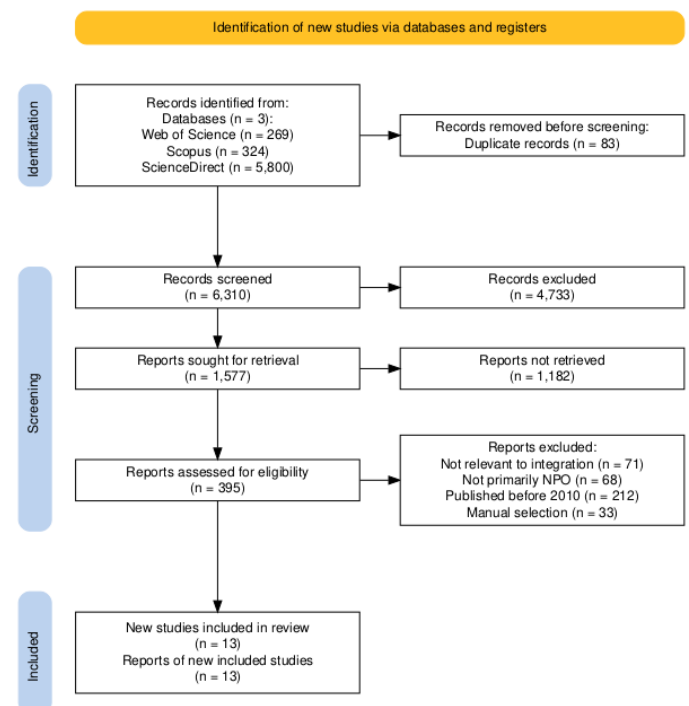 Identification of new studies via databases and registers
Identification
Records identified from:
Databases (n = 3):
Web of Science (n = 269)
Scopus (n = 324)
ScienceDirect (n = 5,800)
Records removed before screening:
Duplicate records (n = 83)
Screening
Records screened
(n = 6,310)
Records excluded
(n = 4,733)
Reports sought for retrieval
(n = 1,577)
Reports not retrieved
(n = 1,182)
Reports assessed for eligibility
(n = 395)
Reports excluded:
Not relevant to integration (n = 71)
Not primarily NPO (n = 68)
Published before 2010 (n = 212)
Manual selection (n = 33)
Included
New studies included in review
(n = 13)
Reports of new included studies
(n = 13)